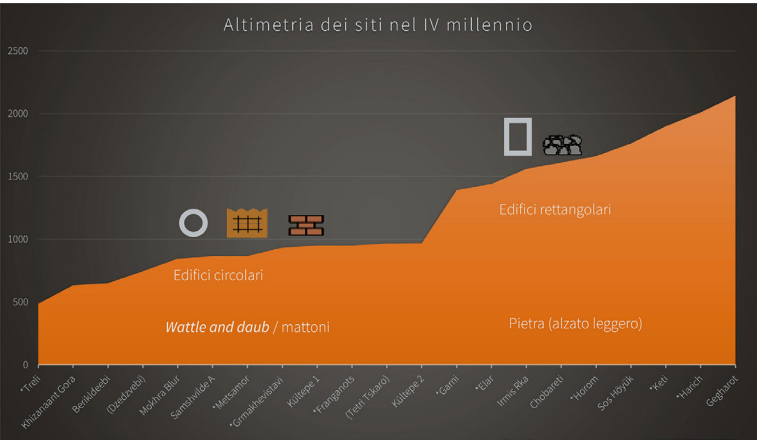 Altimetria dei siti nel IV millennio
2500
2000
1500
1000
500
0
Edifici circolari
Wattle and daub / mattoni
Edifici rettangolari
Pietra (alzato leggero)
*Treli
Khizanaant Gora
Berikldeebi
(Dzedzvebi)
Mokhra Blur
Samshvilde A
*Metsamor
*Grmakhevistavi
Kültepe 1
*Franganots
(Tetri Tskaro)
Kültepe 2
*Garni
*Elar
Irmis Rka
Chobareti
*Horom
Sos Höyük
*Keti
*Harich
Gegharot